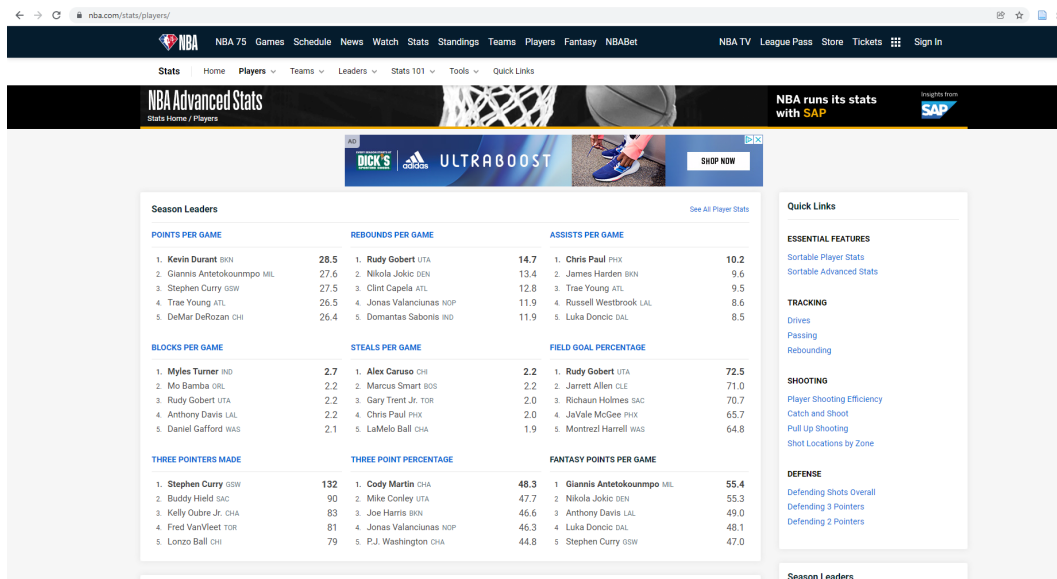 nba.com/stats/players/
NBA NBA 75 Games Schedule News Watch Stats Standings Teams Players Fantasy NBABet NBA TV League Pass Store Tickets Sign In
Stats Home Players Teams Leaders Stats 101 Tools Quick Links
NBA Advanced Stats
Stats Home / Players
NBA runs its stats
with SAP
Insights from
SAP
AD
DICK'S
SPORTING GOODS
adidas
ULTRABOOST
SHOP NOW
Season Leaders See All Player Stats
POINTS PER GAME
1. Kevin Durant BKN 28.5
2. Giannis Antetokounmpo MIL 27.6
3. Stephen Curry GSW 27.5
4. Trae Young ATL 26.5
5. DeMar DeRozan CHI 26.4
REBOUNDS PER GAME
1. Rudy Gobert UTA 14.7
2. Nikola Jokic DEN 13.4
3. Clint Capela ATL 12.8
4. Jonas Valanciunas NOP 11.9
5. Domantas Sabonis IND 11.9
ASSISTS PER GAME
1. Chris Paul PHX 10.2
2. James Harden BKN 9.6
3. Trae Young ATL 9.5
4. Russell Westbrook LAL 8.6
5. Luka Doncic DAL 8.5
BLOCKS PER GAME
1. Myles Turner IND 2.7
2. Mo Bamba ORL 2.2
3. Rudy Gobert UTA 2.2
4. Anthony Davis LAL 2.2
5. Daniel Gafford WAS 2.1
STEALS PER GAME
1. Alex Caruso CHI 2.2
2. Marcus Smart BOS 2.2
3. Gary Trent Jr. TOR 2.0
4. Chris Paul PHX 2.0
5. LaMelo Ball CHA 1.9
FIELD GOAL PERCENTAGE
1. Rudy Gobert UTA 72.5
2. Jarrett Allen CLE 71.0
3. Richaun Holmes SAC 70.7
4. JaVale McGee PHX 65.7
5. Montrezl Harrell WAS 64.8
THREE POINTERS MADE
1. Stephen Curry GSW 132
2. Buddy Hield SAC 90
3. Kelly Oubre Jr. CHA 83
4. Fred VanVleet TOR 81
5. Lonzo Ball CHI 79
THREE POINT PERCENTAGE
1. Cody Martin CHA 48.3
2. Mike Conley UTA 47.7
3. Joe Harris BKN 46.6
4. Jonas Valanciunas NOP 46.3
5. P.J. Washington CHA 44.8
FANTASY POINTS PER GAME
1 Giannis Antetokounmpo MIL 55.4
2 Nikola Jokic DEN 55.3
3 Anthony Davis LAL 49.0
4 Luka Doncic DAL 48.1
5 Stephen Curry GSW 47.0
Quick Links
ESSENTIAL FEATURES
Sortable Player Stats
Sortable Advanced Stats
TRACKING
Drives
Passing
Rebounding
SHOOTING
Player Shooting Efficiency
Catch and Shoot
Pull Up Shooting
Shot Locations by Zone
DEFENSE
Defending Shots Overall
Defending 3 Pointers
Defending 2 Pointers
Season Leaders